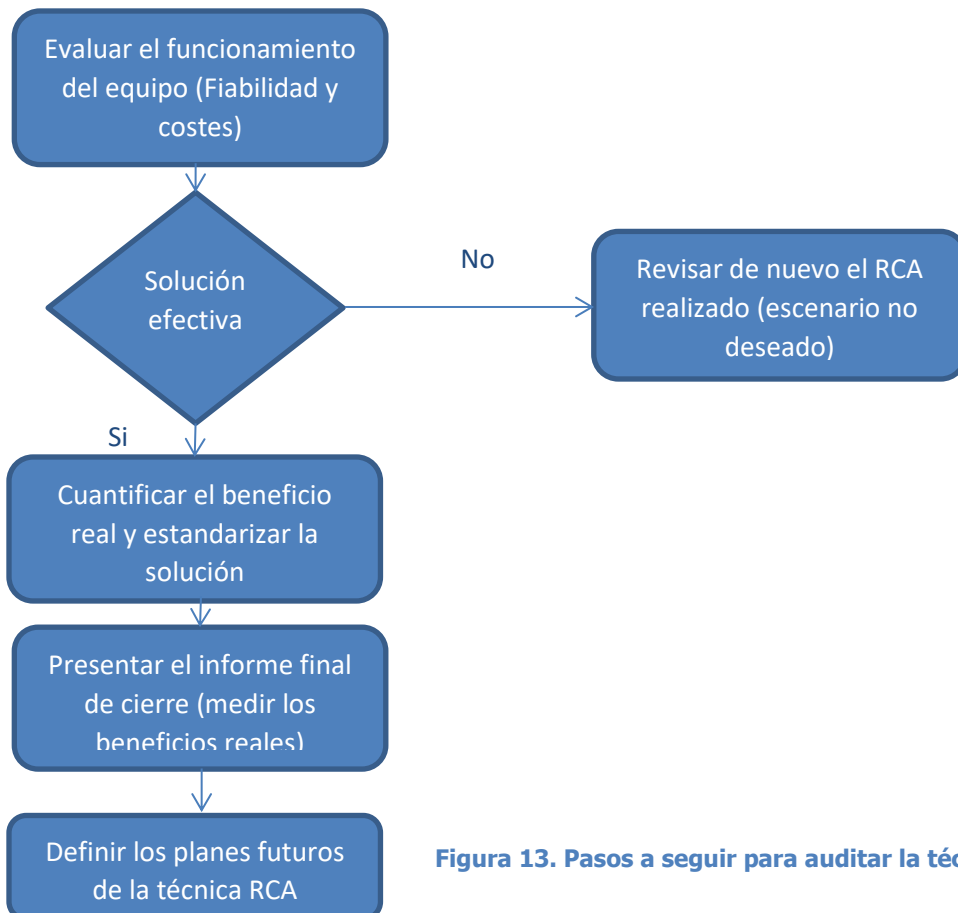 Evaluar el funcionamiento
del equipo (Fiabilidad y
costes)
Solución
efectiva
No
Revisar de nuevo el RCA
realizado (escenario no
deseado)
Si
Cuantificar el beneficio
real y estandarizar la
solución
Presentar el informe final
de cierre (medir los
beneficios reales)
Definir los planes futuros
de la técnica RCA
Figura 13. Pasos a seguir para auditar la